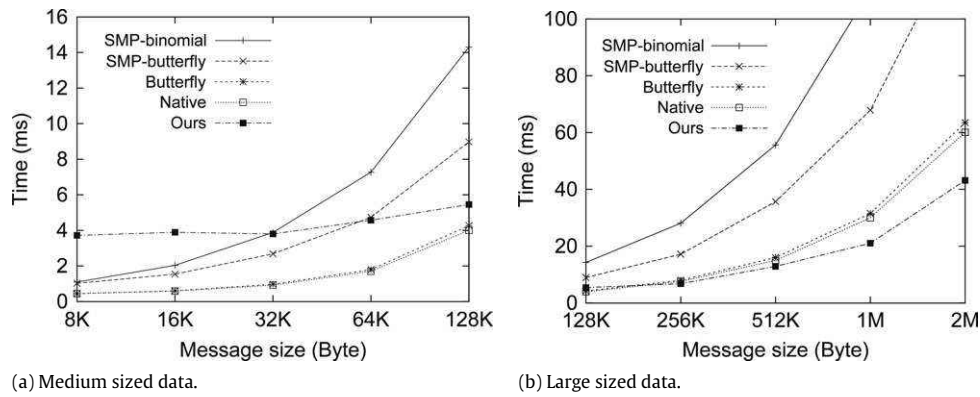 16
14
12
10
8
6
4
2
0
Time (ms)
SMP-binomial
SMP-butterfly
Butterfly
Native
Ours
8K 16K 32K 64K 128K
Message size (Byte)
(a) Medium sized data.
100
80
60
40
20
0
Time (ms)
SMP-binomial
SMP-butterfly
Butterfly
Native
Ours
128K 256K 512K 1M 2M
Message size (Byte)
(b) Large sized data.